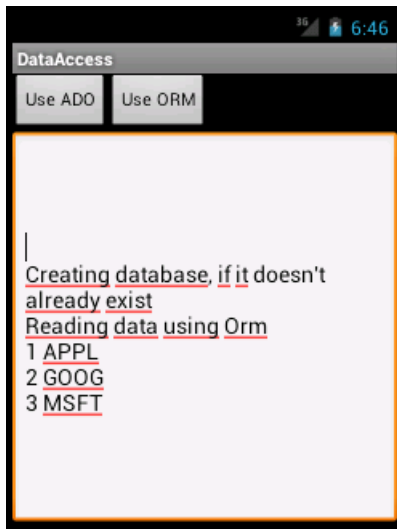 3G 6:46
DataAccess
Use ADO Use ORM
Creating database, if it doesn't
already exist
Reading data using Orm
1 APPL
2 GOOG
3 MSFT